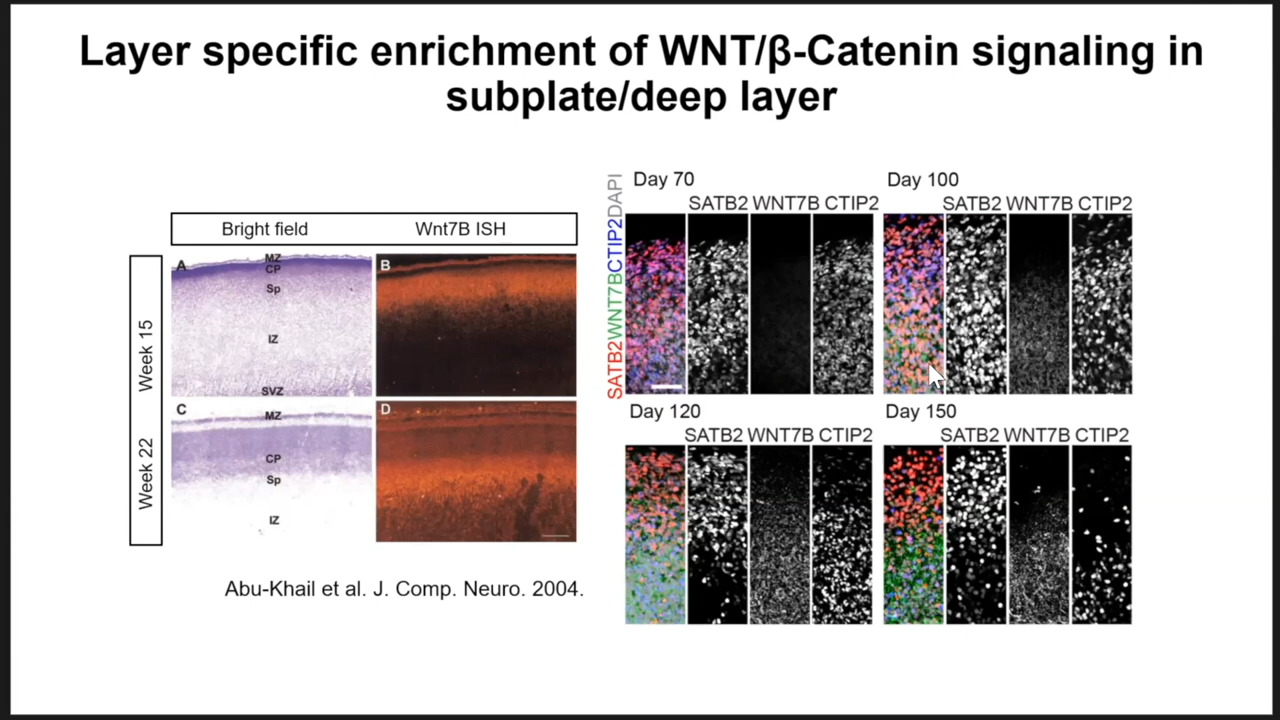 Layer specific enrichment of WNT/β-Catenin signaling in
subplate/deep layer
Bright field
Wnt7B ISH
Week 15
Week 22
A
MZ
CP
Sp
IZ
SVZ
B
C
MZ
CP
Sp
IZ
D
Abu-Khail et al. J. Comp. Neuro. 2004.
SATB2WNT7BCTIP2DAPI
Day 70
SATB2 WNT7B CTIP2
Day 100
SATB2 WNT7B CTIP2
Day 120
SATB2 WNT7B CTIP2
Day 150
SATB2 WNT7B CTIP2